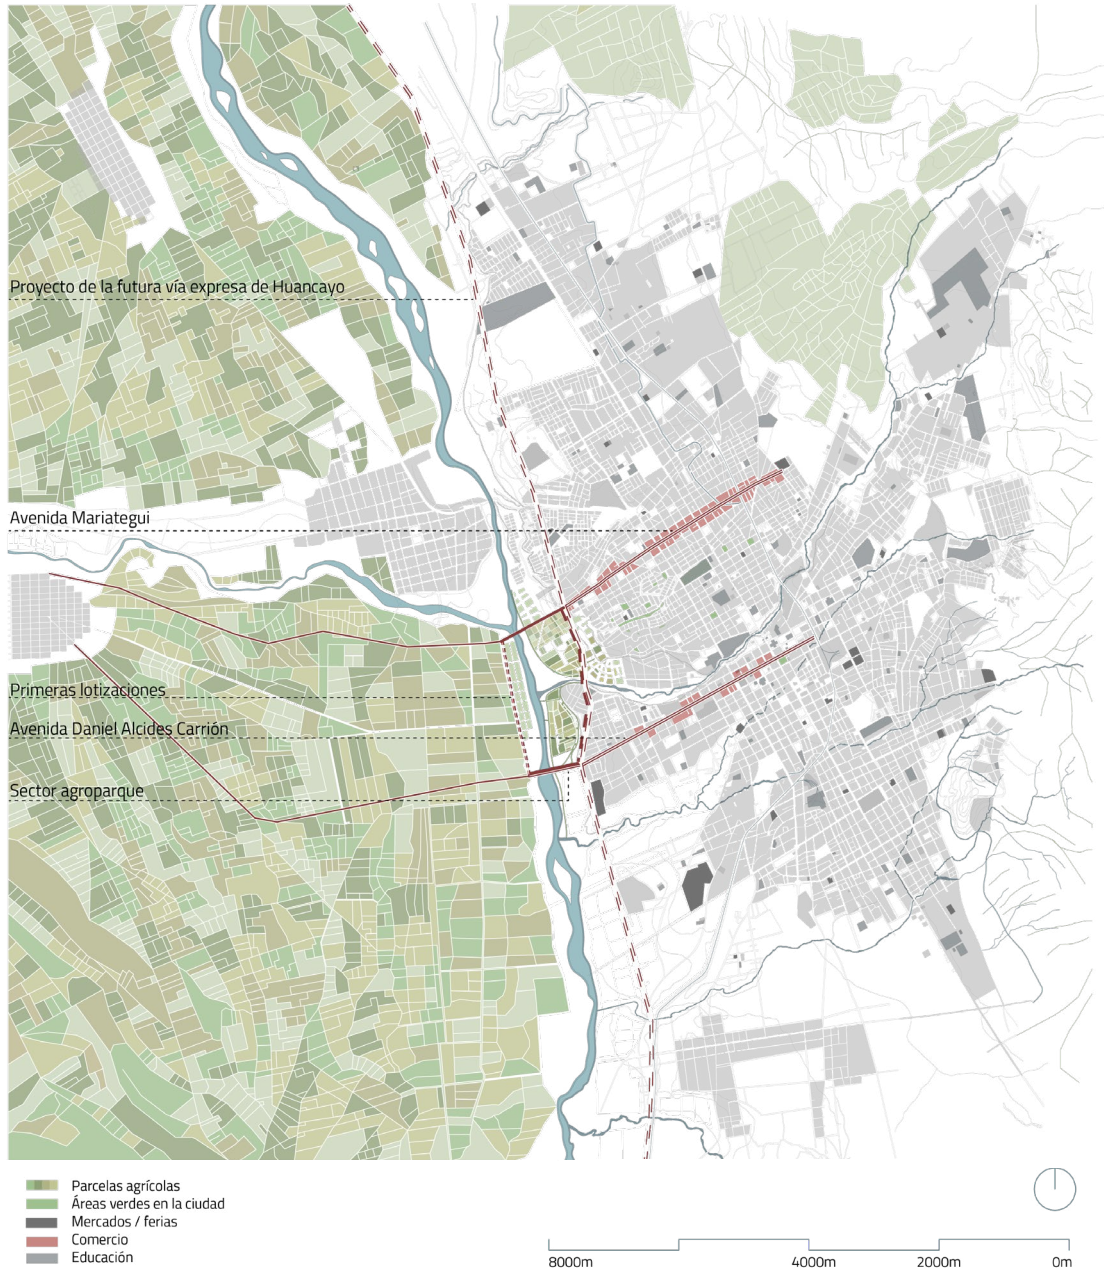 Proyecto de la futura vía expresa de Huancayo
Avenida Mariategui
Primeras lotizaciones
Avenida Daniel Alcides Carrión
Sector agroparque
Parcelas agrícolas
Áreas verdes en la ciudad
Mercados / ferias
Comercio
Educación
8000m 4000m 2000m 0m